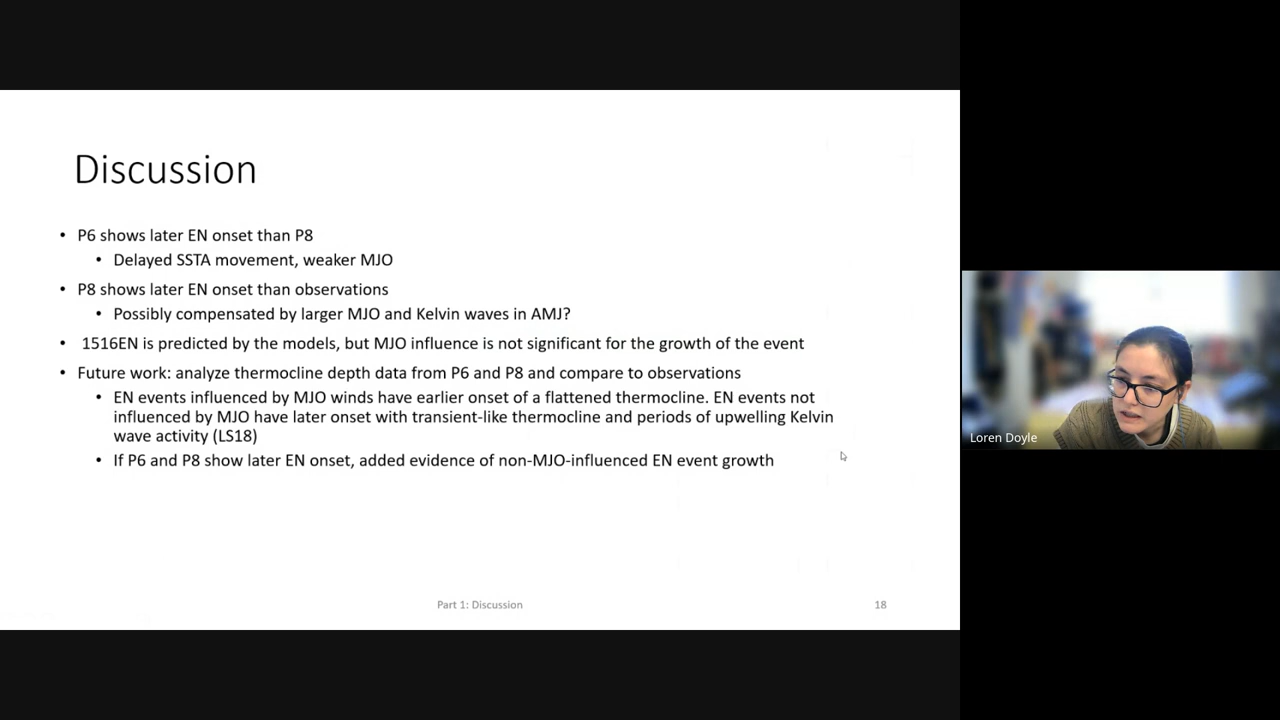 Discussion
• P6 shows later EN onset than P8
• Delayed SSTA movement, weaker MJO
• P8 shows later EN onset than observations
• Possibly compensated by larger MJO and Kelvin waves in AMJ?
• 1516EN is predicted by the models, but MJO influence is not significant for the growth of the event
• Future work: analyze thermocline depth data from P6 and P8 and compare to observations
• EN events influenced by MJO winds have earlier onset of a flattened thermocline. EN events not
influenced by MJO have later onset with transient-like thermocline and periods of upwelling Kelvin
wave activity (LS18)
• If P6 and P8 show later EN onset, added evidence of non-MJO-influenced EN event growth
Part 1: Discussion
18
Loren Doyle